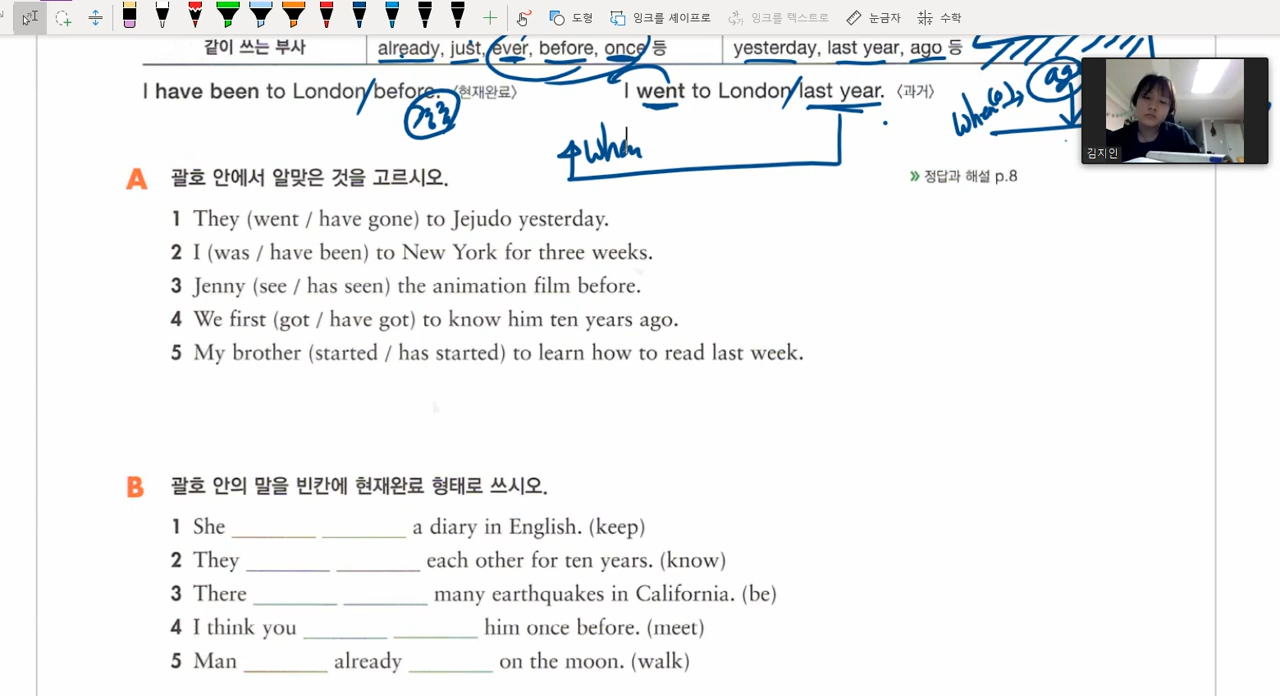 도형 잉크를 셰이프로 잉크를 텍스트로 눈금자 수학
같이 쓰는 부사 already, just, ever, before, once 등 yesterday, last year, ago 등
I have been to London/before. 〈현재완료〉 I went to London/last year. 〈과거〉
when
김지인
A 괄호 안에서 알맞은 것을 고르시오. » 정답과 해설 p.8
1 They (went / have gone) to Jejudo yesterday.
2 I (was / have been) to New York for three weeks.
3 Jenny (see / has seen) the animation film before.
4 We first (got / have got) to know him ten years ago.
5 My brother (started / has started) to learn how to read last week.
B 괄호 안의 말을 빈칸에 현재완료 형태로 쓰시오.
1 She ________ ________ a diary in English. (keep)
2 They ________ ________ each other for ten years. (know)
3 There ________ ________ many earthquakes in California. (be)
4 I think you ________ ________ him once before. (meet)
5 Man ________ already ________ on the moon. (walk)